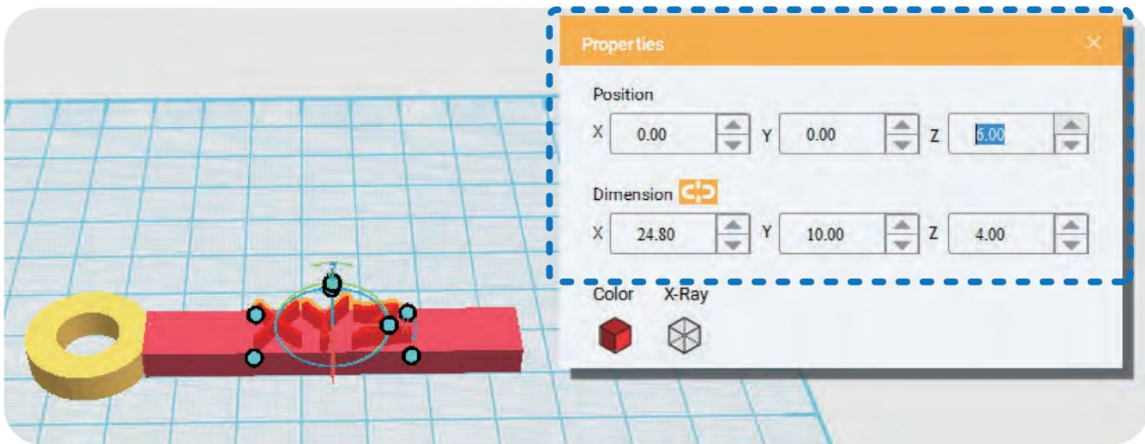 Properties
Position
X 0.00 Y 0.00 Z 6.00
Dimension
X 24.80 Y 10.00 Z 4.00
Color X-Ray